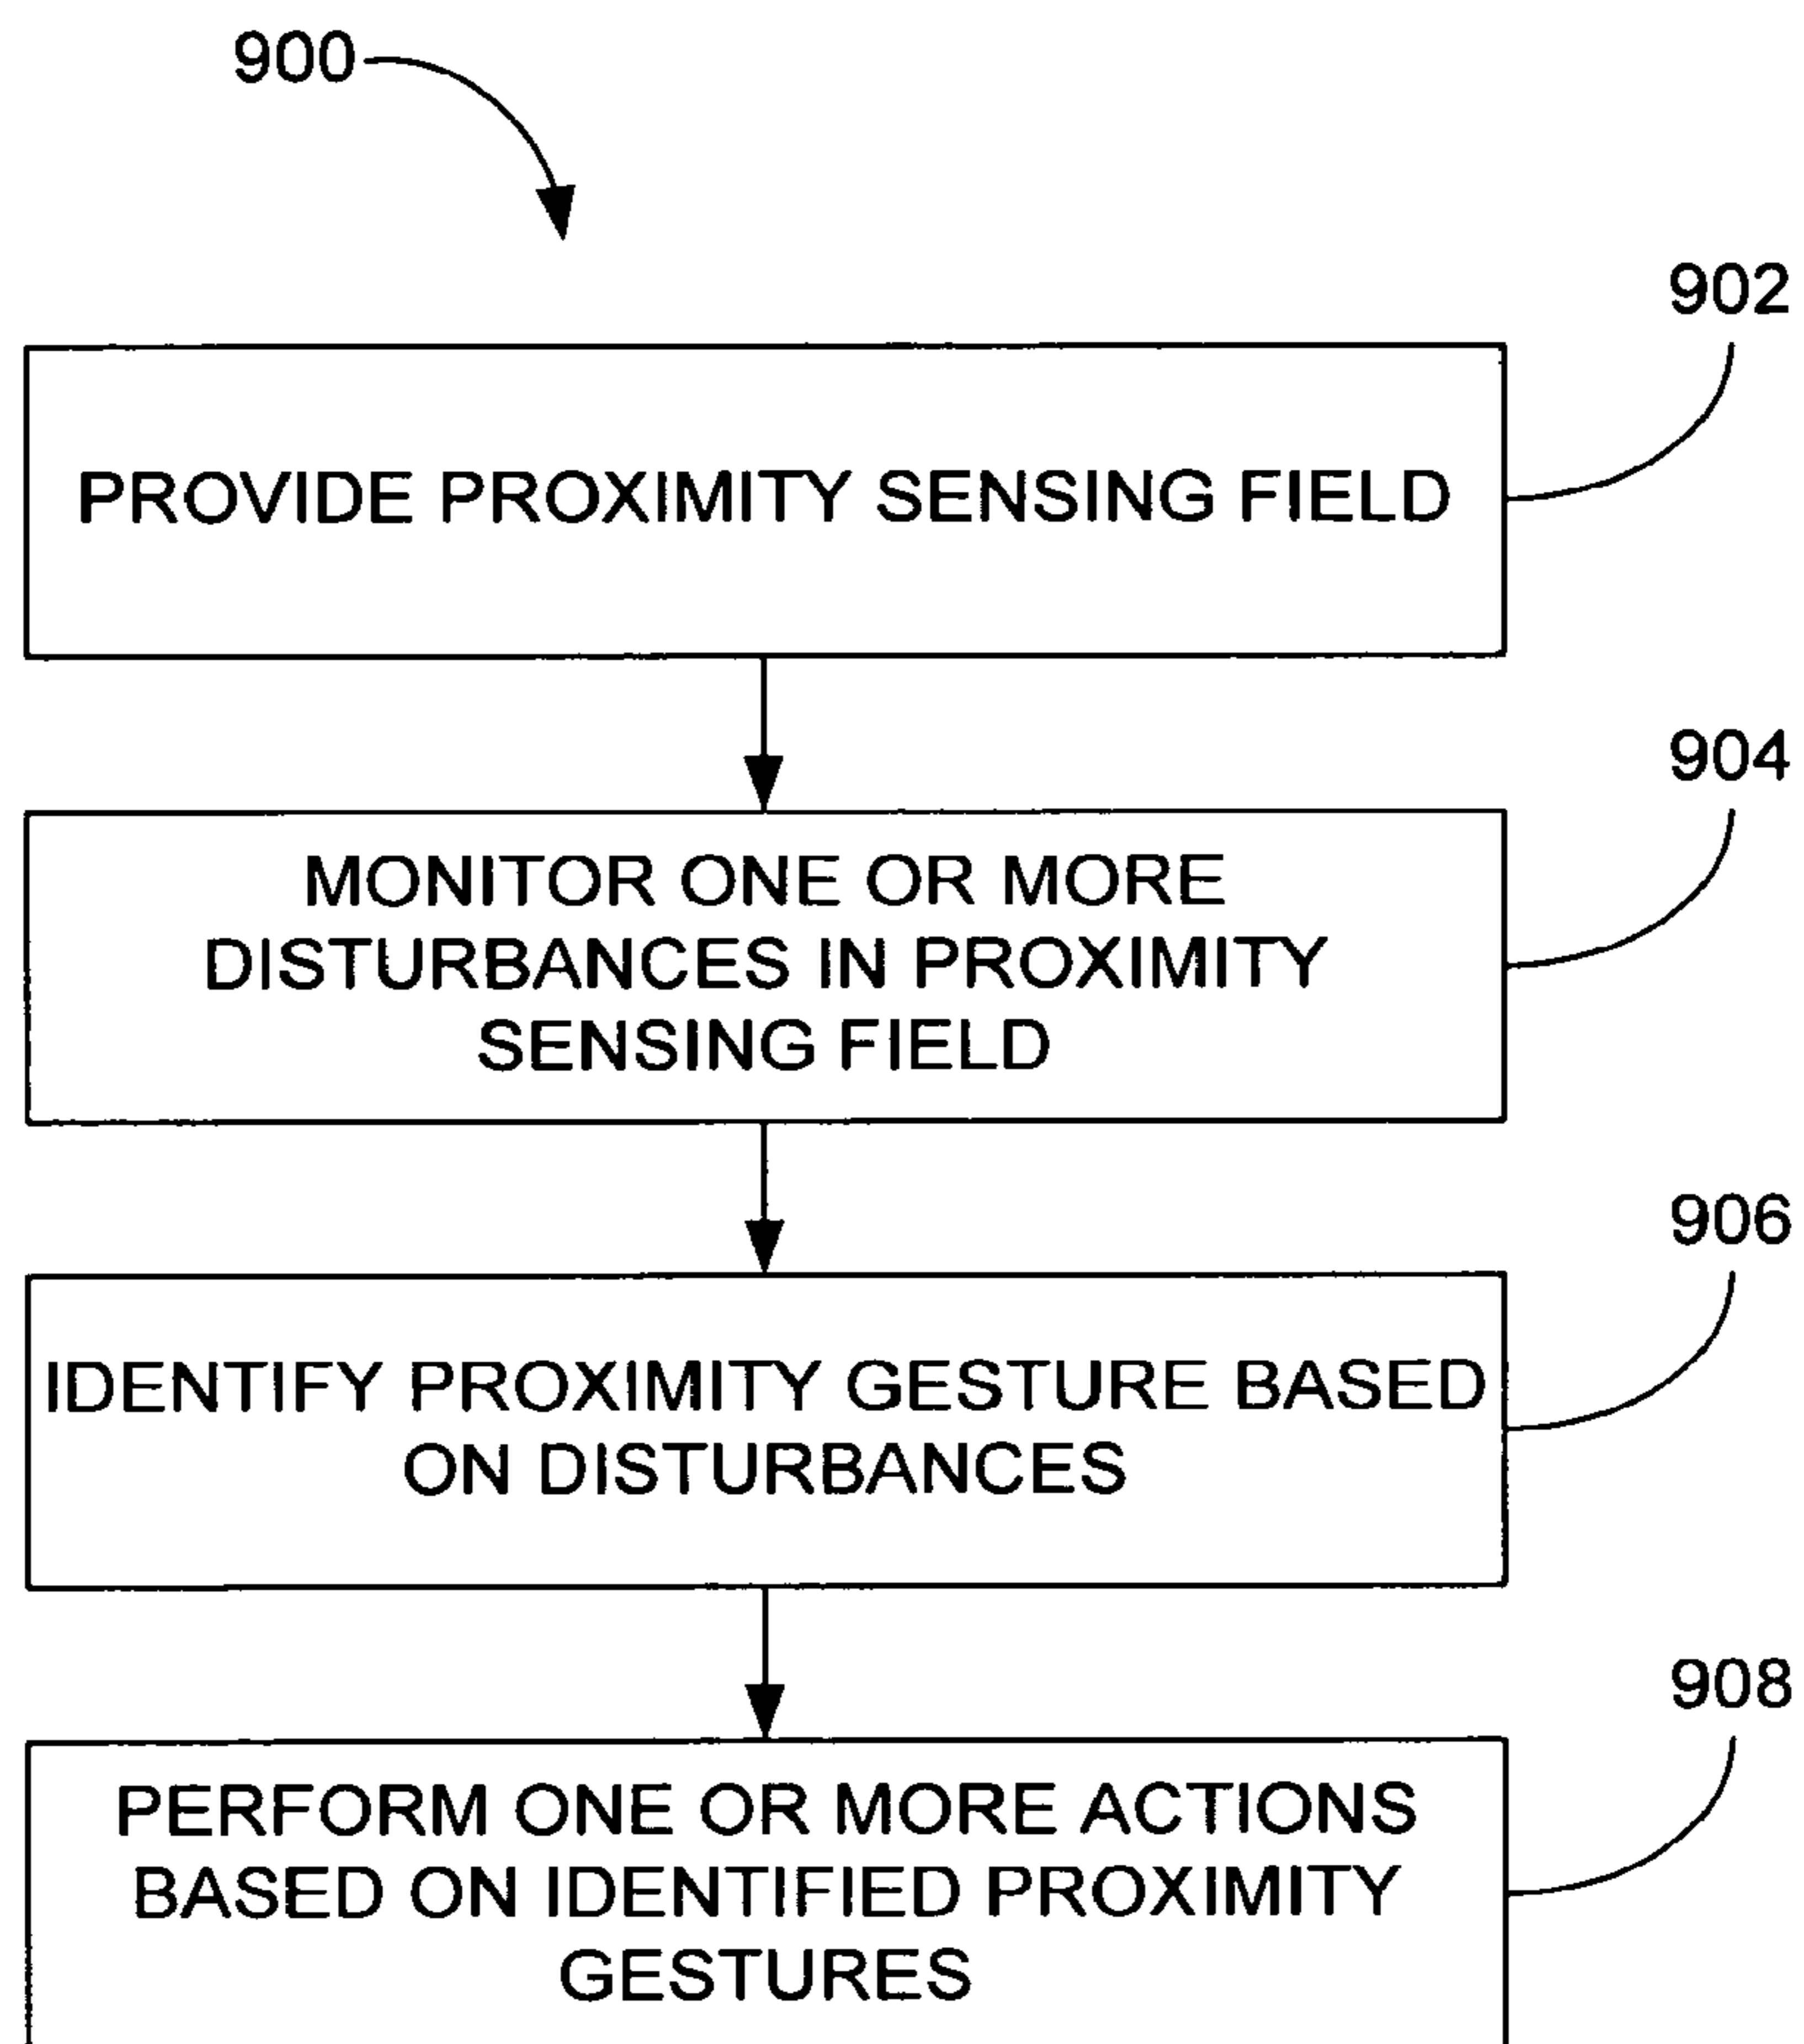 900
902
PROVIDE PROXIMITY SENSING FIELD
904
MONITOR ONE OR MORE
DISTURBANCES IN PROXIMITY
SENSING FIELD
906
IDENTIFY PROXIMITY GESTURE BASED
ON DISTURBANCES
908
PERFORM ONE OR MORE ACTIONS
BASED ON IDENTIFIED PROXIMITY
GESTURES